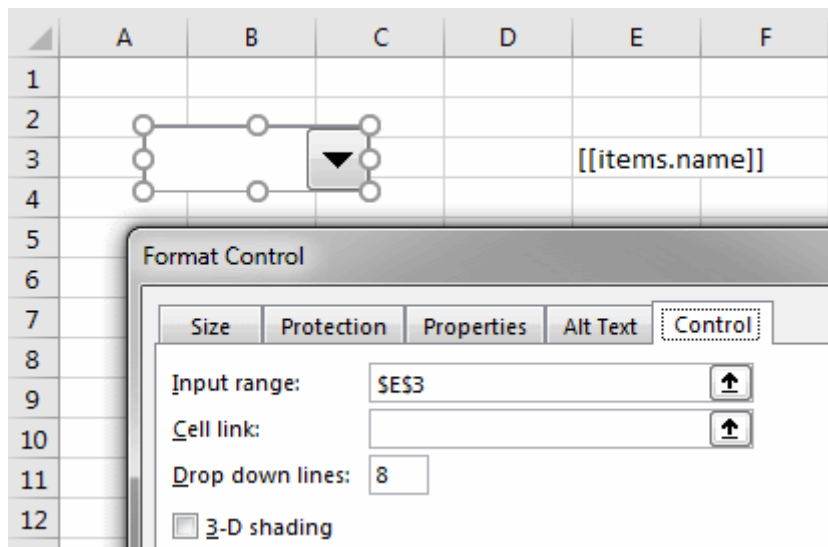 A B C D E F
1
2
3 [[items.name]]
4
5
Format Control
6
7 Size Protection Properties Alt Text Control
8
Input range: $E$3
9
10 Cell link:
11 Drop down lines: 8
12 3-D shading